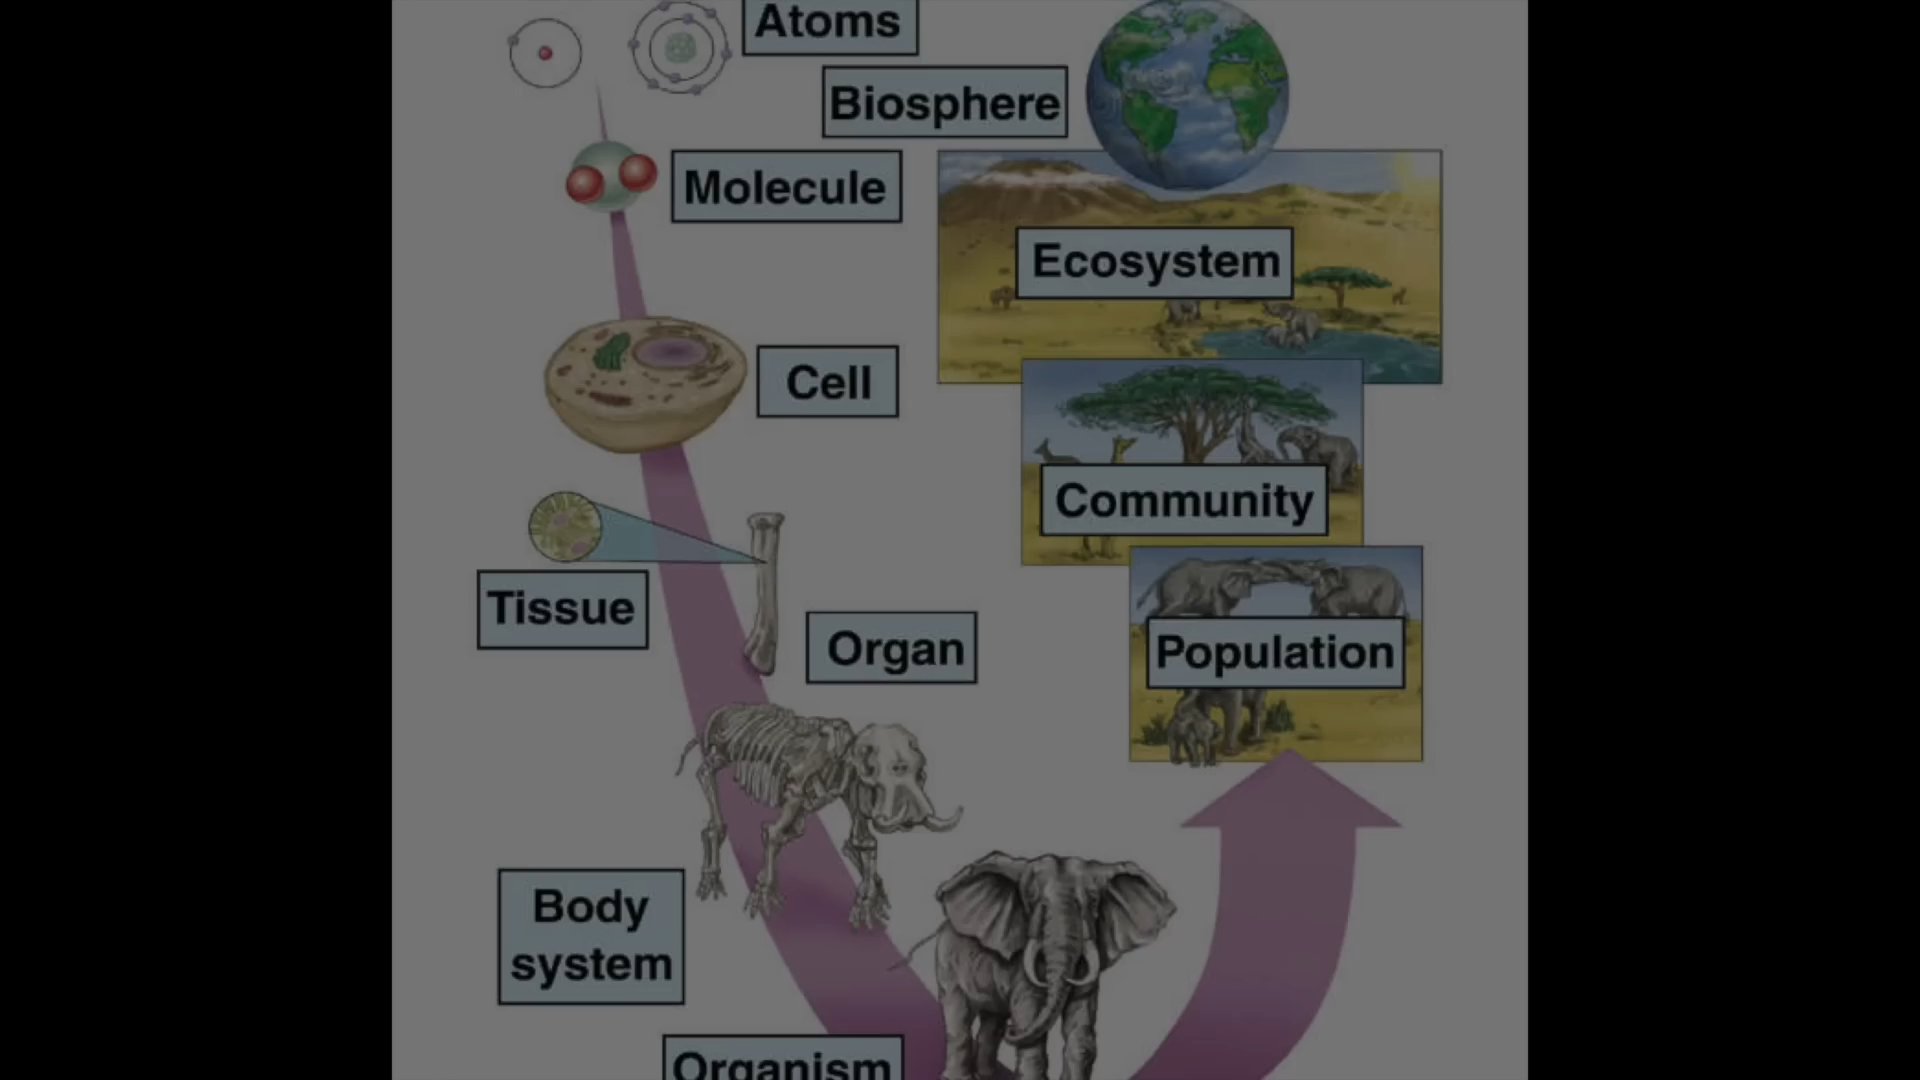 Atoms
Biosphere
Molecule
Ecosystem
Cell
Community
Tissue
Organ
Population
Body
system
Organism